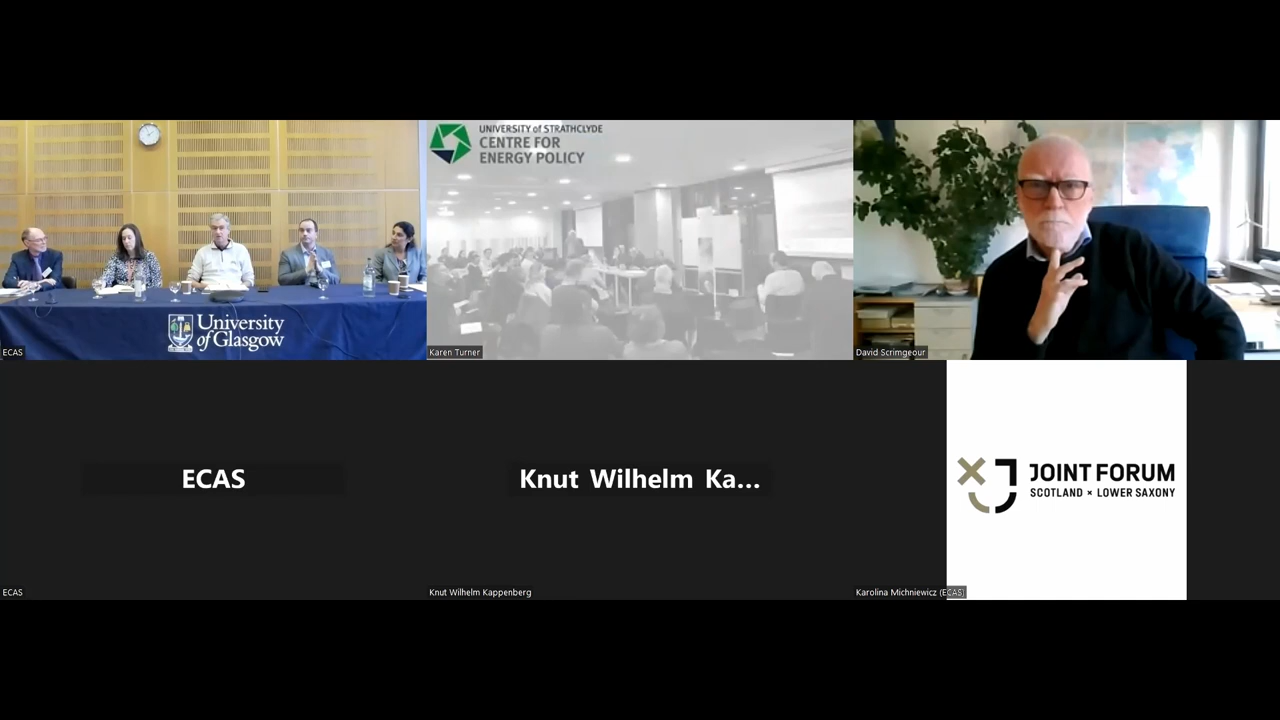 UNIVERSITY of STRATHCLYDE
CENTRE FOR
ENERGY POLICY
University
of Glasgow
ECAS
Karen Turner
David Scrimgeour
ECAS
Knut Wilhelm Ka...
JOINT FORUM
SCOTLAND × LOWER SAXONY
ECAS
Knut Wilhelm Kappenberg
Karolina Michniewicz (ECAS)